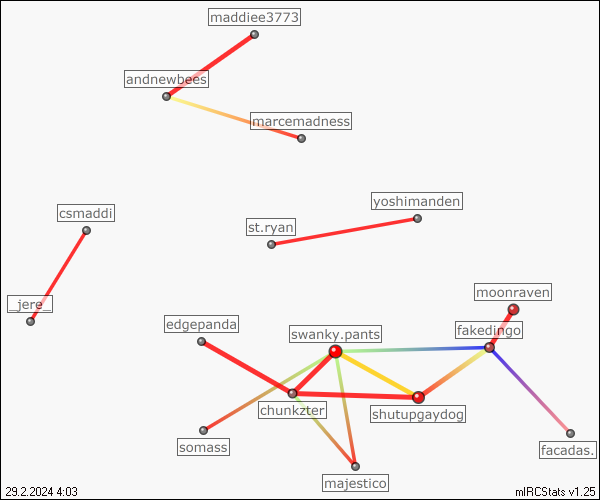 maddiee3773
andnewbees
marcemadness
yoshimanden
csmaddi
st.ryan
_jere_
moonraven
edgepanda
fakedingo
swanky.pants
chunkzter
shutupgaydog
somass
facadas.
majestico
29.2.2024 4:03
mIRCStats v1.25